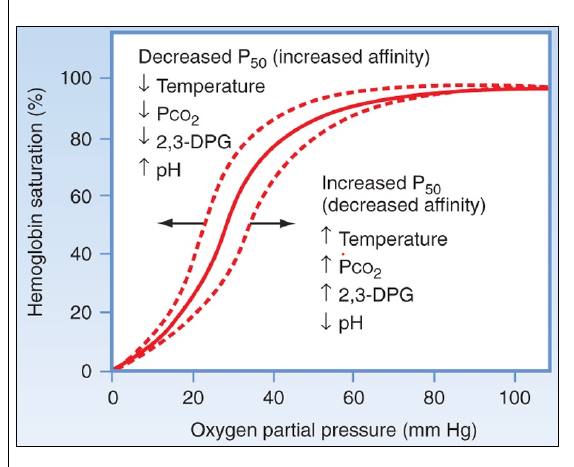 Decreased P50 (increased affinity)
↓ Temperature
↓ PCO2
↓ 2,3-DPG
↑ pH
Increased P50
(decreased affinity)
↑ Temperature
↑ PCO2
↑ 2,3-DPG
↓ pH
Hemoglobin saturation (%)
100
80
60
40
20
0
0 20 40 60 80 100
Oxygen partial pressure (mm Hg)